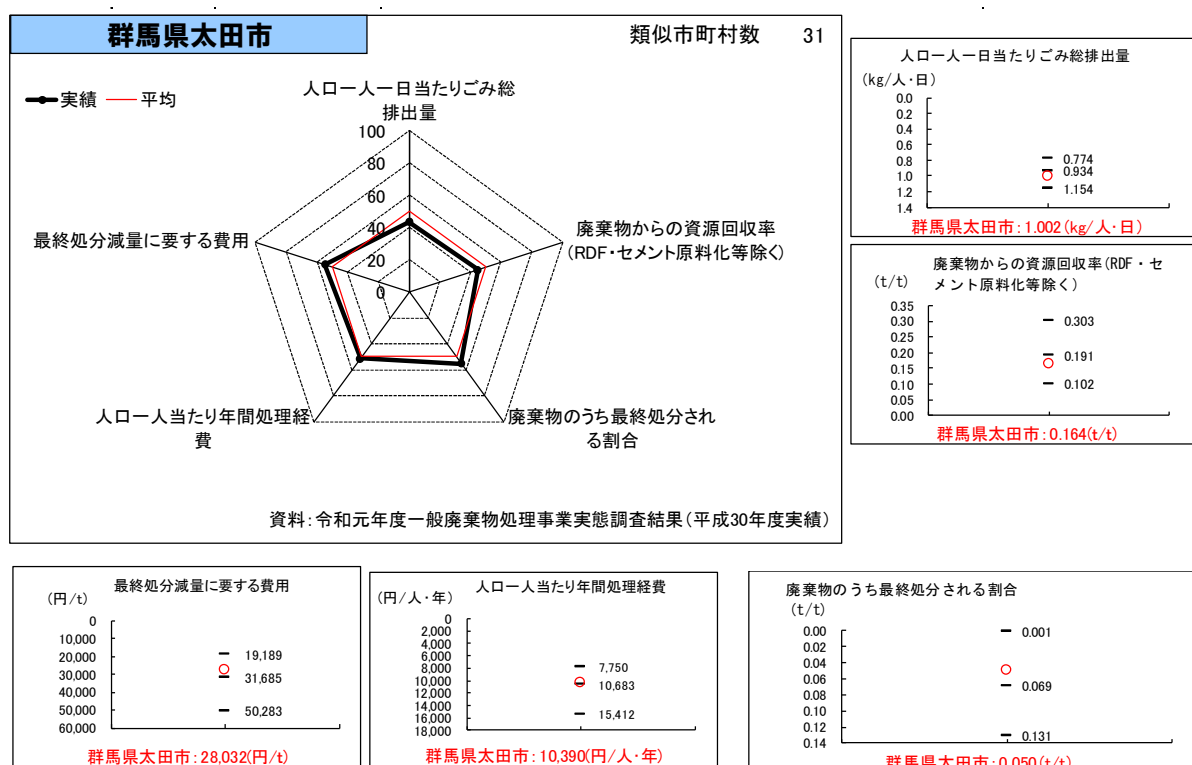 群馬県太田市
類似市町村数 31
実績 平均
人口一人一日当たりごみ総
排出量
100
80
60
40
20
0
廃棄物からの資源回収率
(RDF・セメント原料化等除く)
最終処分減量に要する費用
人口一人当たり年間処理経
費
廃棄物のうち最終処分され
る割合
資料:令和元年度一般廃棄物処理事業実態調査結果(平成30年度実績)
人口一人一日当たりごみ総排出量
(kg/人・日)
0.0
0.2
0.4
0.6
0.8
1.0
1.2
1.4
0.774
0.934
1.154
群馬県太田市:1.002(kg/人・日)
廃棄物からの資源回収率(RDF・セ
メント原料化等除く)
(t/t)
0.35
0.30
0.25
0.20
0.15
0.10
0.05
0.00
0.303
0.191
0.102
群馬県太田市:0.164(t/t)
最終処分減量に要する費用
(円/t)
0
10,000
20,000
30,000
40,000
50,000
60,000
19,189
31,685
50,283
群馬県太田市:28,032(円/t)
人口一人当たり年間処理経費
(円/人・年)
0
2,000
4,000
6,000
8,000
10,000
12,000
14,000
16,000
18,000
7,750
10,683
15,412
群馬県太田市:10,390(円/人・年)
廃棄物のうち最終処分される割合
(t/t)
0.00
0.02
0.04
0.06
0.08
0.10
0.12
0.14
0.001
0.069
0.131
群馬県太田市:0.050(t/t)